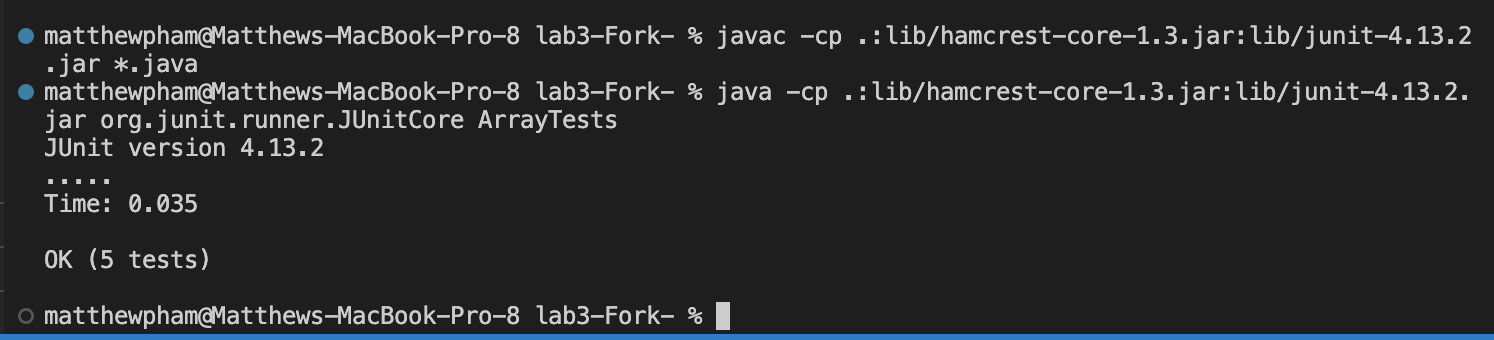 matthewpham@Matthews-MacBook-Pro-8 lab3-Fork- % javac -cp .:lib/hamcrest-core-1.3.jar:lib/junit-4.13.2
.jar *.java
matthewpham@Matthews-MacBook-Pro-8 lab3-Fork- % java -cp .:lib/hamcrest-core-1.3.jar:lib/junit-4.13.2.
jar org.junit.runner.JUnitCore ArrayTests
JUnit version 4.13.2
.....
Time: 0.035
OK (5 tests)
matthewpham@Matthews-MacBook-Pro-8 lab3-Fork- %